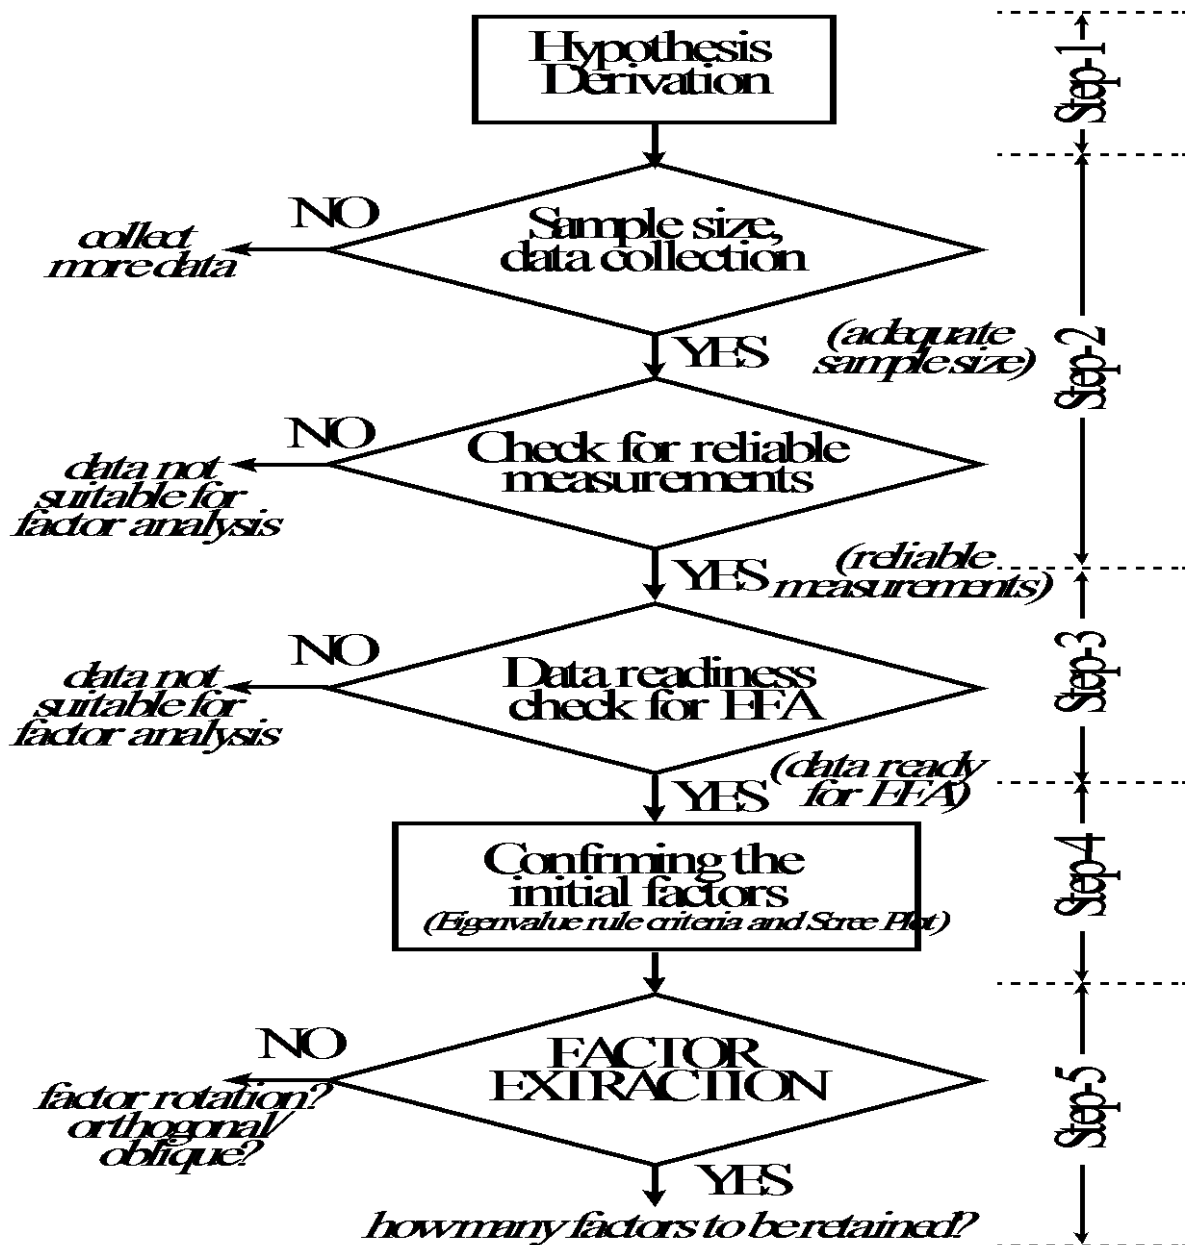 Hypothesis
Derivation
Step-1
NO
Sample size,
data collection
collect
more data
YES
(adequate
sample size)
Step-2
NO
Check for reliable
measurements
data not
suitable for
factor analysis
YES
(reliable
measurements)
NO
Data readiness
check for EFA
data not
suitable for
factor analysis
Step-3
YES
(data ready
for EFA)
Confirming the
initial factors
(Eigenvalue rule criteria and Scree Plot)
Step-4
NO
FACTOR
EXTRACTION
factor rotation?
orthogonal/
oblique?
Step-5
YES
how many factors to be retained?